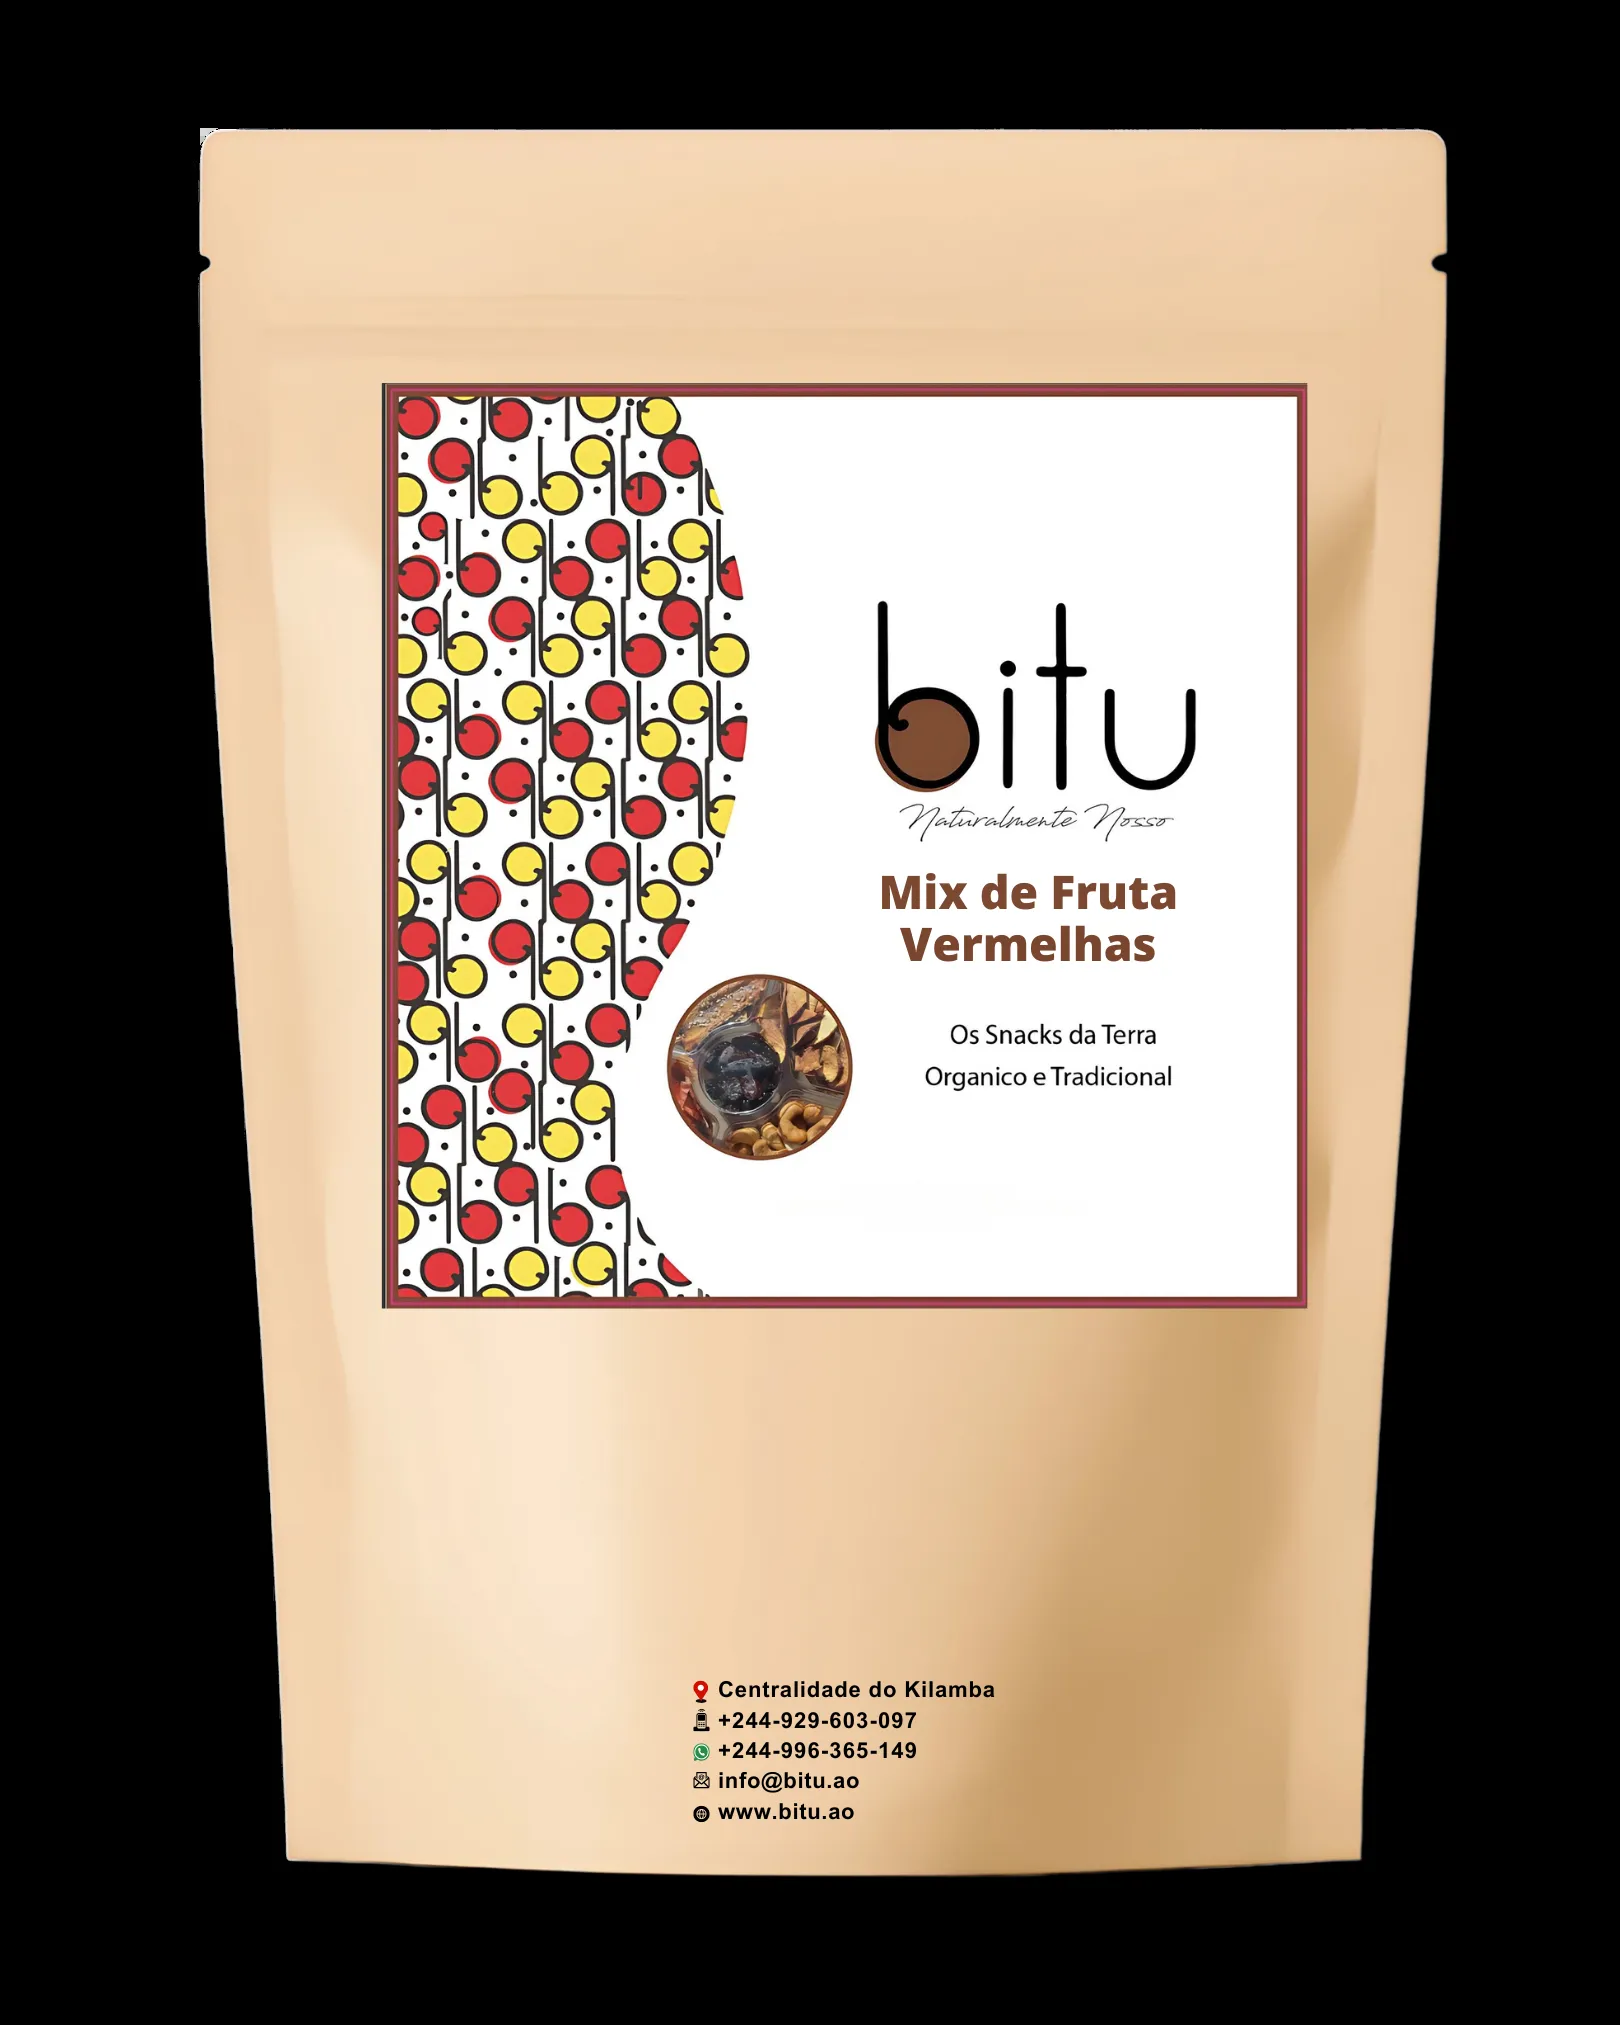 bitu
Naturalmente Nosso
Mix de Fruta
Vermelhas
Os Snacks da Terra
Organico e Tradicional
Centralidade do Kilamba
+244-929-603-097
+244-996-365-149
info@bitu.ao
www.bitu.ao